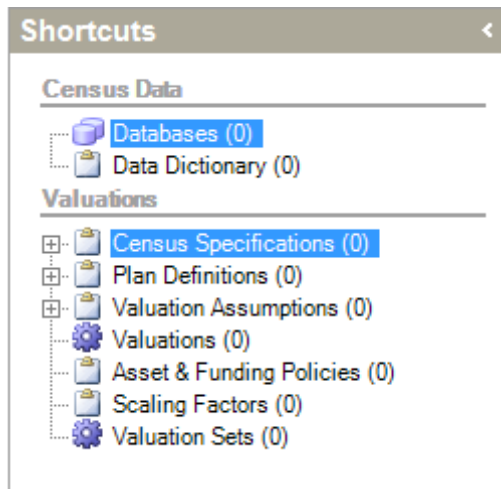 Shortcuts
Census Data
Databases (0)
Data Dictionary (0)
Valuations
Census Specifications (0)
Plan Definitions (0)
Valuation Assumptions (0)
Valuations (0)
Asset & Funding Policies (0)
Scaling Factors (0)
Valuation Sets (0)